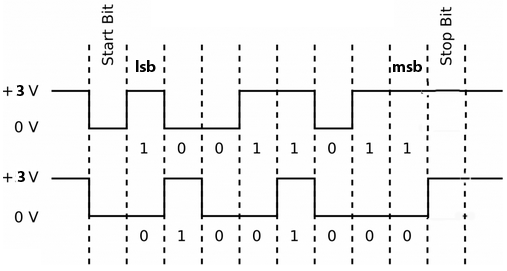 Start Bit
Stop Bit
lsb
msb
+3 V
0 V
1 0 0 1 1 0 1 1
+3 V
0 V
0 1 0 0 1 0 0 0